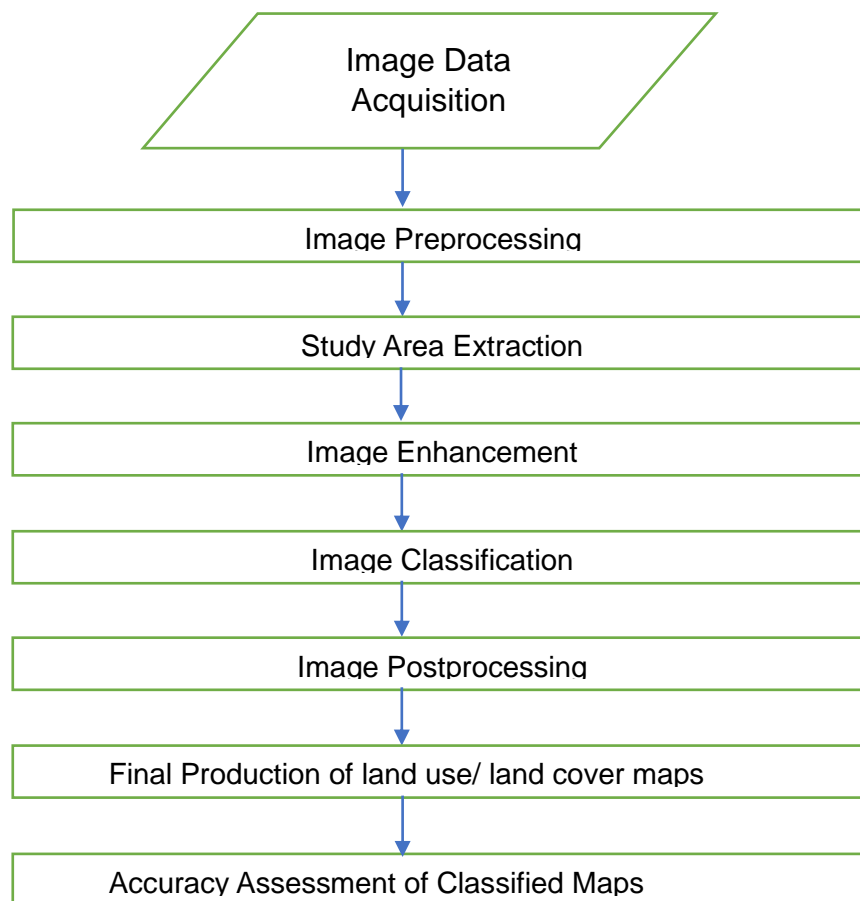 Image Data
Acquisition
Image Preprocessing
Study Area Extraction
Image Enhancement
Image Classification
Image Postprocessing
Final Production of land use/ land cover maps
Accuracy Assessment of Classified Maps